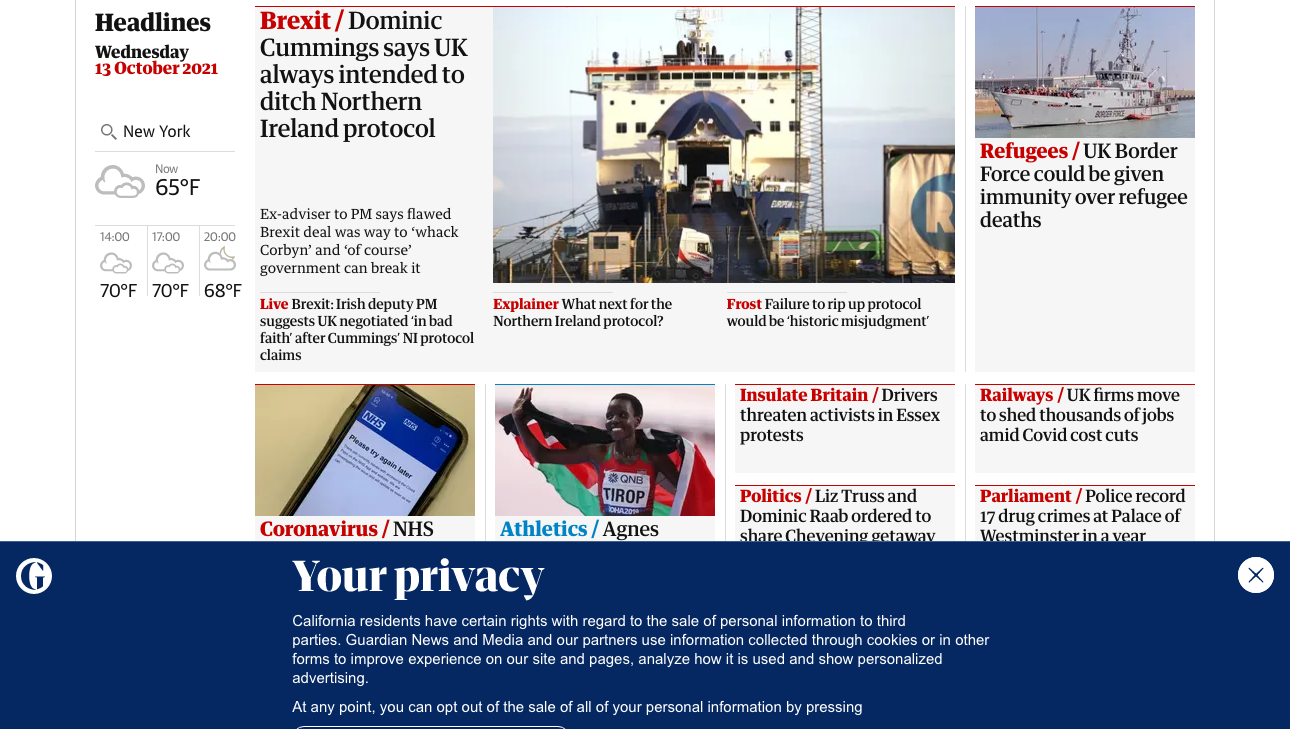 Headlines
Wednesday
13 October 2021
New York
Now
65°F
14:00
17:00
20:00
70°F
70°F
68°F
Brexit / Dominic
Cummings says UK
always intended to
ditch Northern
Ireland protocol
Ex-adviser to PM says flawed
Brexit deal was way to ‘whack
Corbyn’ and ‘of course’
government can break it
Live Brexit: Irish deputy PM
suggests UK negotiated ‘in bad
faith’ after Cummings’ NI protocol
claims
Explainer What next for the
Northern Ireland protocol?
Frost Failure to rip up protocol
would be ‘historic misjudgment’
BORDER FORCE
Refugees / UK Border
Force could be given
immunity over refugee
deaths
NHS
NHS
Please try again later
Coronavirus / NHS
QNB
TIROP
Athletics / Agnes
Insulate Britain / Drivers
threaten activists in Essex
protests
Politics / Liz Truss and
Dominic Raab ordered to
share Chevening getaway
Railways / UK firms move
to shed thousands of jobs
amid Covid cost cuts
Parliament / Police record
17 drug crimes at Palace of
Westminster in a year
Your privacy
California residents have certain rights with regard to the sale of personal information to third
parties. Guardian News and Media and our partners use information collected through cookies or in other
forms to improve experience on our site and pages, analyze how it is used and show personalized
advertising.
At any point, you can opt out of the sale of all of your personal information by pressing